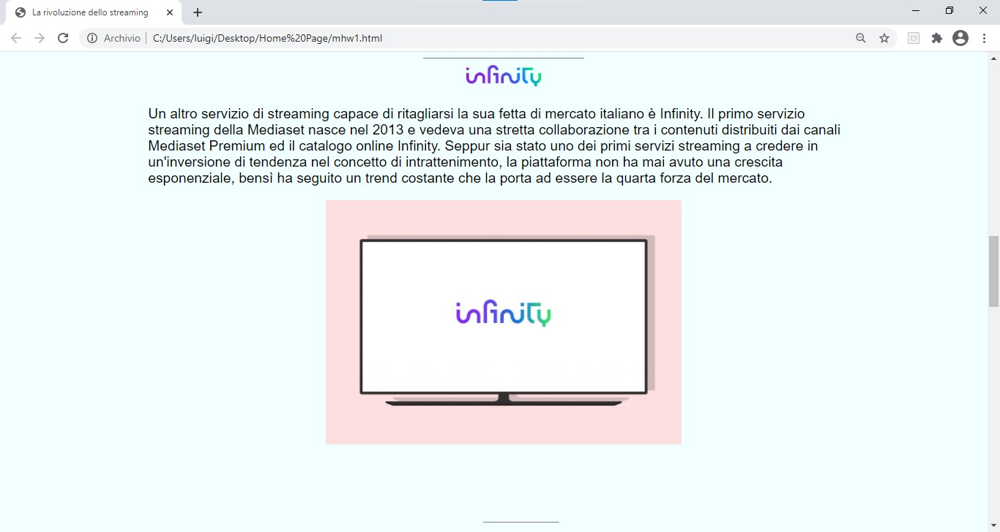 La rivoluzione dello streaming
Archivio | C:/Users/luigi/Desktop/Home%20Page/mhw1.html
infinity
Un altro servizio di streaming capace di ritagliarsi la sua fetta di mercato italiano è Infinity. Il primo servizio
streaming della Mediaset nasce nel 2013 e vedeva una stretta collaborazione tra i contenuti distribuiti dai canali
Mediaset Premium ed il catalogo online Infinity. Seppur sia stato uno dei primi servizi streaming a credere in
un'inversione di tendenza nel concetto di intrattenimento, la piattaforma non ha mai avuto una crescita
esponenziale, bensì ha seguito un trend costante che la porta ad essere la quarta forza del mercato.
infinity